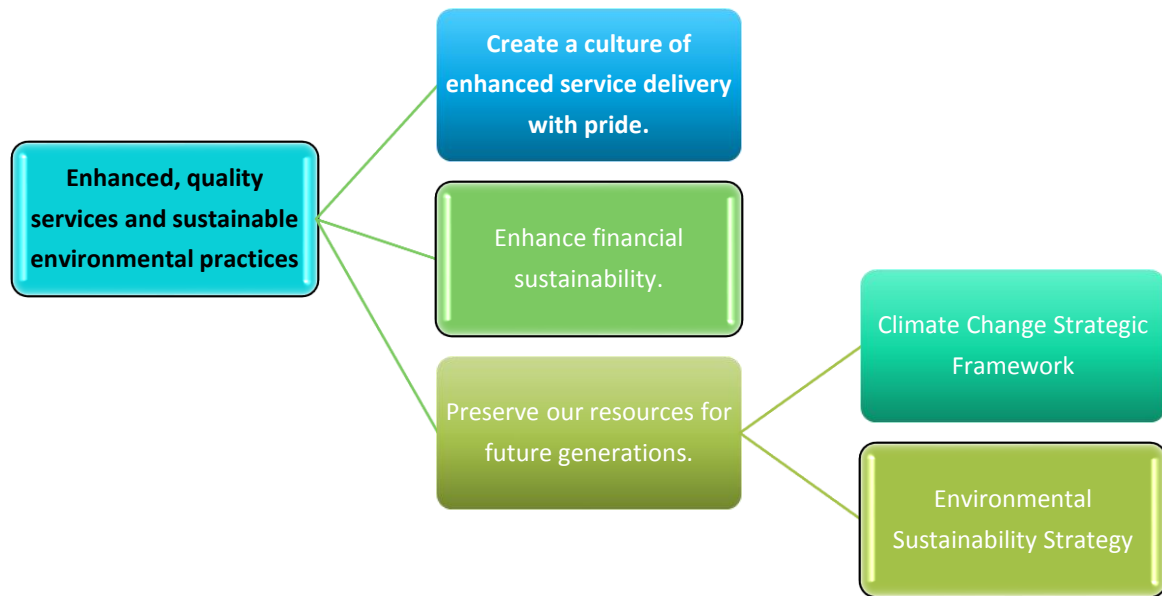 Enhanced, quality
services and sustainable
environmental practices
Create a culture of
enhanced service delivery
with pride.
Enhance financial
sustainability.
Preserve our resources for
future generations.
Climate Change Strategic
Framework
Environmental
Sustainability Strategy